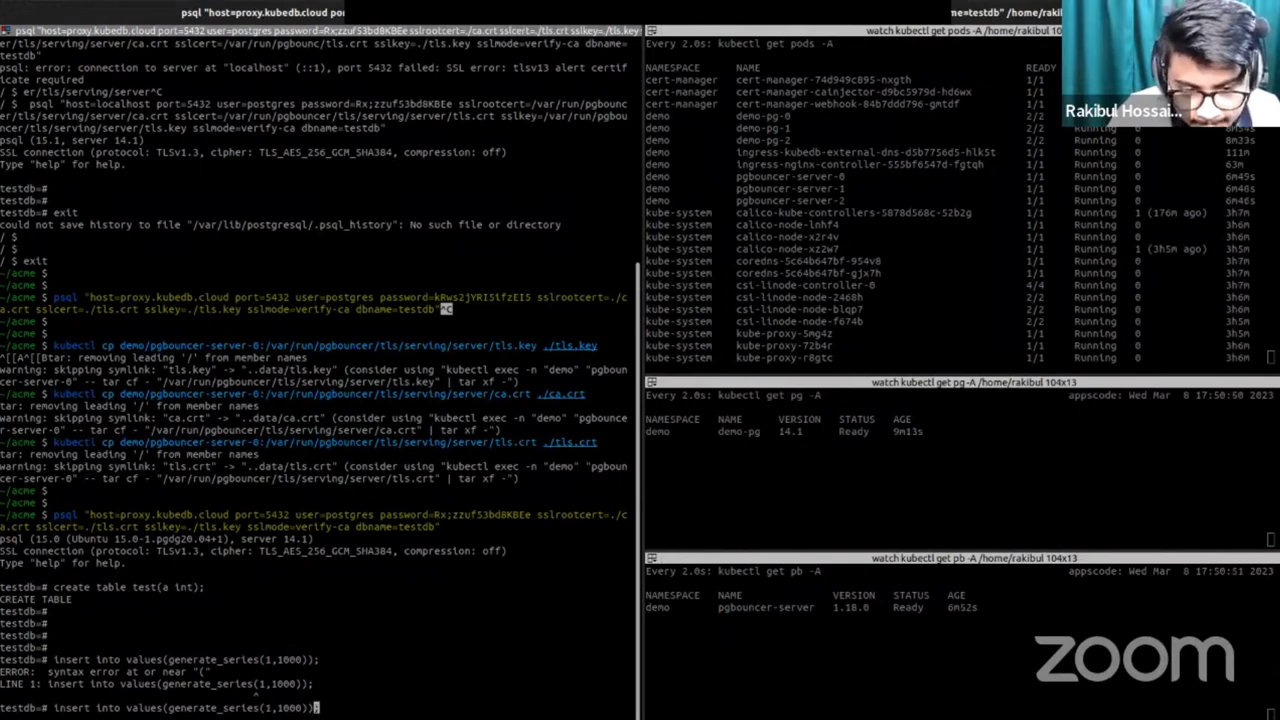 psql "host=proxy.kubedb.cloud port=5432 user=postgres password=Rx;zzuf53bd8KBEe sslrootcert=./ca.crt sslcert=./tls.crt sslkey=./tls.key
er/tls/serving/ca.crt sslcert=/var/run/pgbounc/tls.crt sslkey=./tls.key sslmode=verify-ca dbname=
testdb"
psql: error: connection to server at "localhost" (::1), port 5432 failed: SSL error: tlsv13 alert certif
icate required
/ $ er/tls/serving/server^C
/ $  psql "host=localhost port=5432 user=postgres password=Rx;zzuf53bd8KBEe sslrootcert=/var/run/pgboun
cer/tls/serving/server/ca.crt sslcert=/var/run/pgbouncer/tls/serving/server/tls.crt sslkey=/var/run/pgbou
ncer/tls/serving/server/tls.key sslmode=verify-ca dbname=testdb"
psql (15.1, server 14.1)
SSL connection (protocol: TLSv1.3, cipher: TLS_AES_256_GCM_SHA384, compression: off)
Type "help" for help.
testdb=#
testdb=#
testdb=# exit
could not save history to file "/var/lib/postgresql/.psql_history": No such file or directory
/ $
/ $
/ $ exit
~/acme $
~/acme $
~/acme $ psql "host=proxy.kubedb.cloud port=5432 user=postgres password=kRws2jYRI5ifzEI5 sslrootcert=./c
a.crt sslcert=./tls.crt sslkey=./tls.key sslmode=verify-ca dbname=testdb"^C
~/acme $
~/acme $
~/acme $ kubectl cp demo/pgbouncer-server-0:/var/run/pgbouncer/tls/serving/server/tls.key ./tls.key
^[[A^[[Btar: removing leading '/' from member names
warning: skipping symlink: "tls.key" -> "..data/tls.key" (consider using "kubectl exec -n "demo" "pgboun
cer-server-0" -- tar cf - "/var/run/pgbouncer/tls/serving/server/tls.key" | tar xf -")
~/acme $ kubectl cp demo/pgbouncer-server-0:/var/run/pgbouncer/tls/serving/server/ca.crt ./ca.crt
tar: removing leading '/' from member names
warning: skipping symlink: "ca.crt" -> "..data/ca.crt" (consider using "kubectl exec -n "demo" "pgbounce
r-server-0" -- tar cf - "/var/run/pgbouncer/tls/serving/server/ca.crt" | tar xf -")
~/acme $ kubectl cp demo/pgbouncer-server-0:/var/run/pgbouncer/tls/serving/server/tls.crt ./tls.crt
tar: removing leading '/' from member names
warning: skipping symlink: "tls.crt" -> "..data/tls.crt" (consider using "kubectl exec -n "demo" "pgboun
cer-server-0" -- tar cf - "/var/run/pgbouncer/tls/serving/server/tls.crt" | tar xf -")
~/acme $
~/acme $
~/acme $ psql "host=proxy.kubedb.cloud port=5432 user=postgres password=Rx;zzuf53bd8KBEe sslrootcert=./c
a.crt sslcert=./tls.crt sslkey=./tls.key sslmode=verify-ca dbname=testdb"
psql (15.0 (Ubuntu 15.0-1.pgdg20.04+1), server 14.1)
SSL connection (protocol: TLSv1.3, cipher: TLS_AES_256_GCM_SHA384, compression: off)
Type "help" for help.
testdb=# create table test(a int);
CREATE TABLE
testdb=#
testdb=#
testdb=#
testdb=#
testdb=# insert into values(generate_series(1,1000));
ERROR:  syntax error at or near "("
LINE 1: insert into values(generate_series(1,1000));
^
testdb=# insert into values(generate_series(1,1000));
watch kubectl get pods -A /home/rakibul 10
Every 2.0s: kubectl get pods -A
NAMESPACE NAME READY
cert-manager cert-manager-74d949c895-nxgth 1/1
cert-manager cert-manager-cainjector-d9bc5979d-hd6wx 1/1
cert-manager cert-manager-webhook-84b7ddd796-gmtdf 1/1
demo demo-pg-0 2/2
demo demo-pg-1 2/2 Running 0 8m54s
demo demo-pg-2 2/2 Running 0 8m33s
demo ingress-kubedb-external-dns-d5b7756d5-hlk5t 1/1 Running 0 111m
demo ingress-nginx-controller-555bf6547d-fgtqh 1/1 Running 0 63m
demo pgbouncer-server-0 1/1 Running 0 6m49s
demo pgbouncer-server-1 1/1 Running 0 6m48s
demo pgbouncer-server-2 1/1 Running 0 6m46s
kube-system calico-kube-controllers-5878d568c-52b2g 1/1 Running 1 (176m ago) 3h7m
kube-system calico-node-lnhf4 1/1 Running 0 3h6m
kube-system calico-node-x2r4v 1/1 Running 0 3h6m
kube-system calico-node-xz2w7 1/1 Running 1 (3h5m ago) 3h5m
kube-system coredns-5c64b647bf-954v8 1/1 Running 0 3h7m
kube-system coredns-5c64b647bf-gjx7h 1/1 Running 0 3h7m
kube-system csi-linode-controller-0 4/4 Running 0 3h7m
kube-system csi-linode-node-2468h 2/2 Running 0 3h6m
kube-system csi-linode-node-blqp7 2/2 Running 0 3h6m
kube-system csi-linode-node-f674b 2/2 Running 0 3h5m
kube-system kube-proxy-5mg4z 1/1 Running 0 3h5m
kube-system kube-proxy-72b4r 1/1 Running 0 3h6m
kube-system kube-proxy-r8gtc 1/1 Running 0 3h6m
Rakibul Hossai...
watch kubectl get pg -A /home/rakibul 104x13
Every 2.0s: kubectl get pg -A appscode: Wed Mar  8 17:50:50 2023
NAMESPACE NAME VERSION STATUS AGE
demo demo-pg 14.1 Ready 9m13s
watch kubectl get pb -A /home/rakibul 104x13
Every 2.0s: kubectl get pb -A appscode: Wed Mar  8 17:50:51 2023
NAMESPACE NAME VERSION STATUS AGE
demo pgbouncer-server 1.18.0 Ready 6m52s
zoom